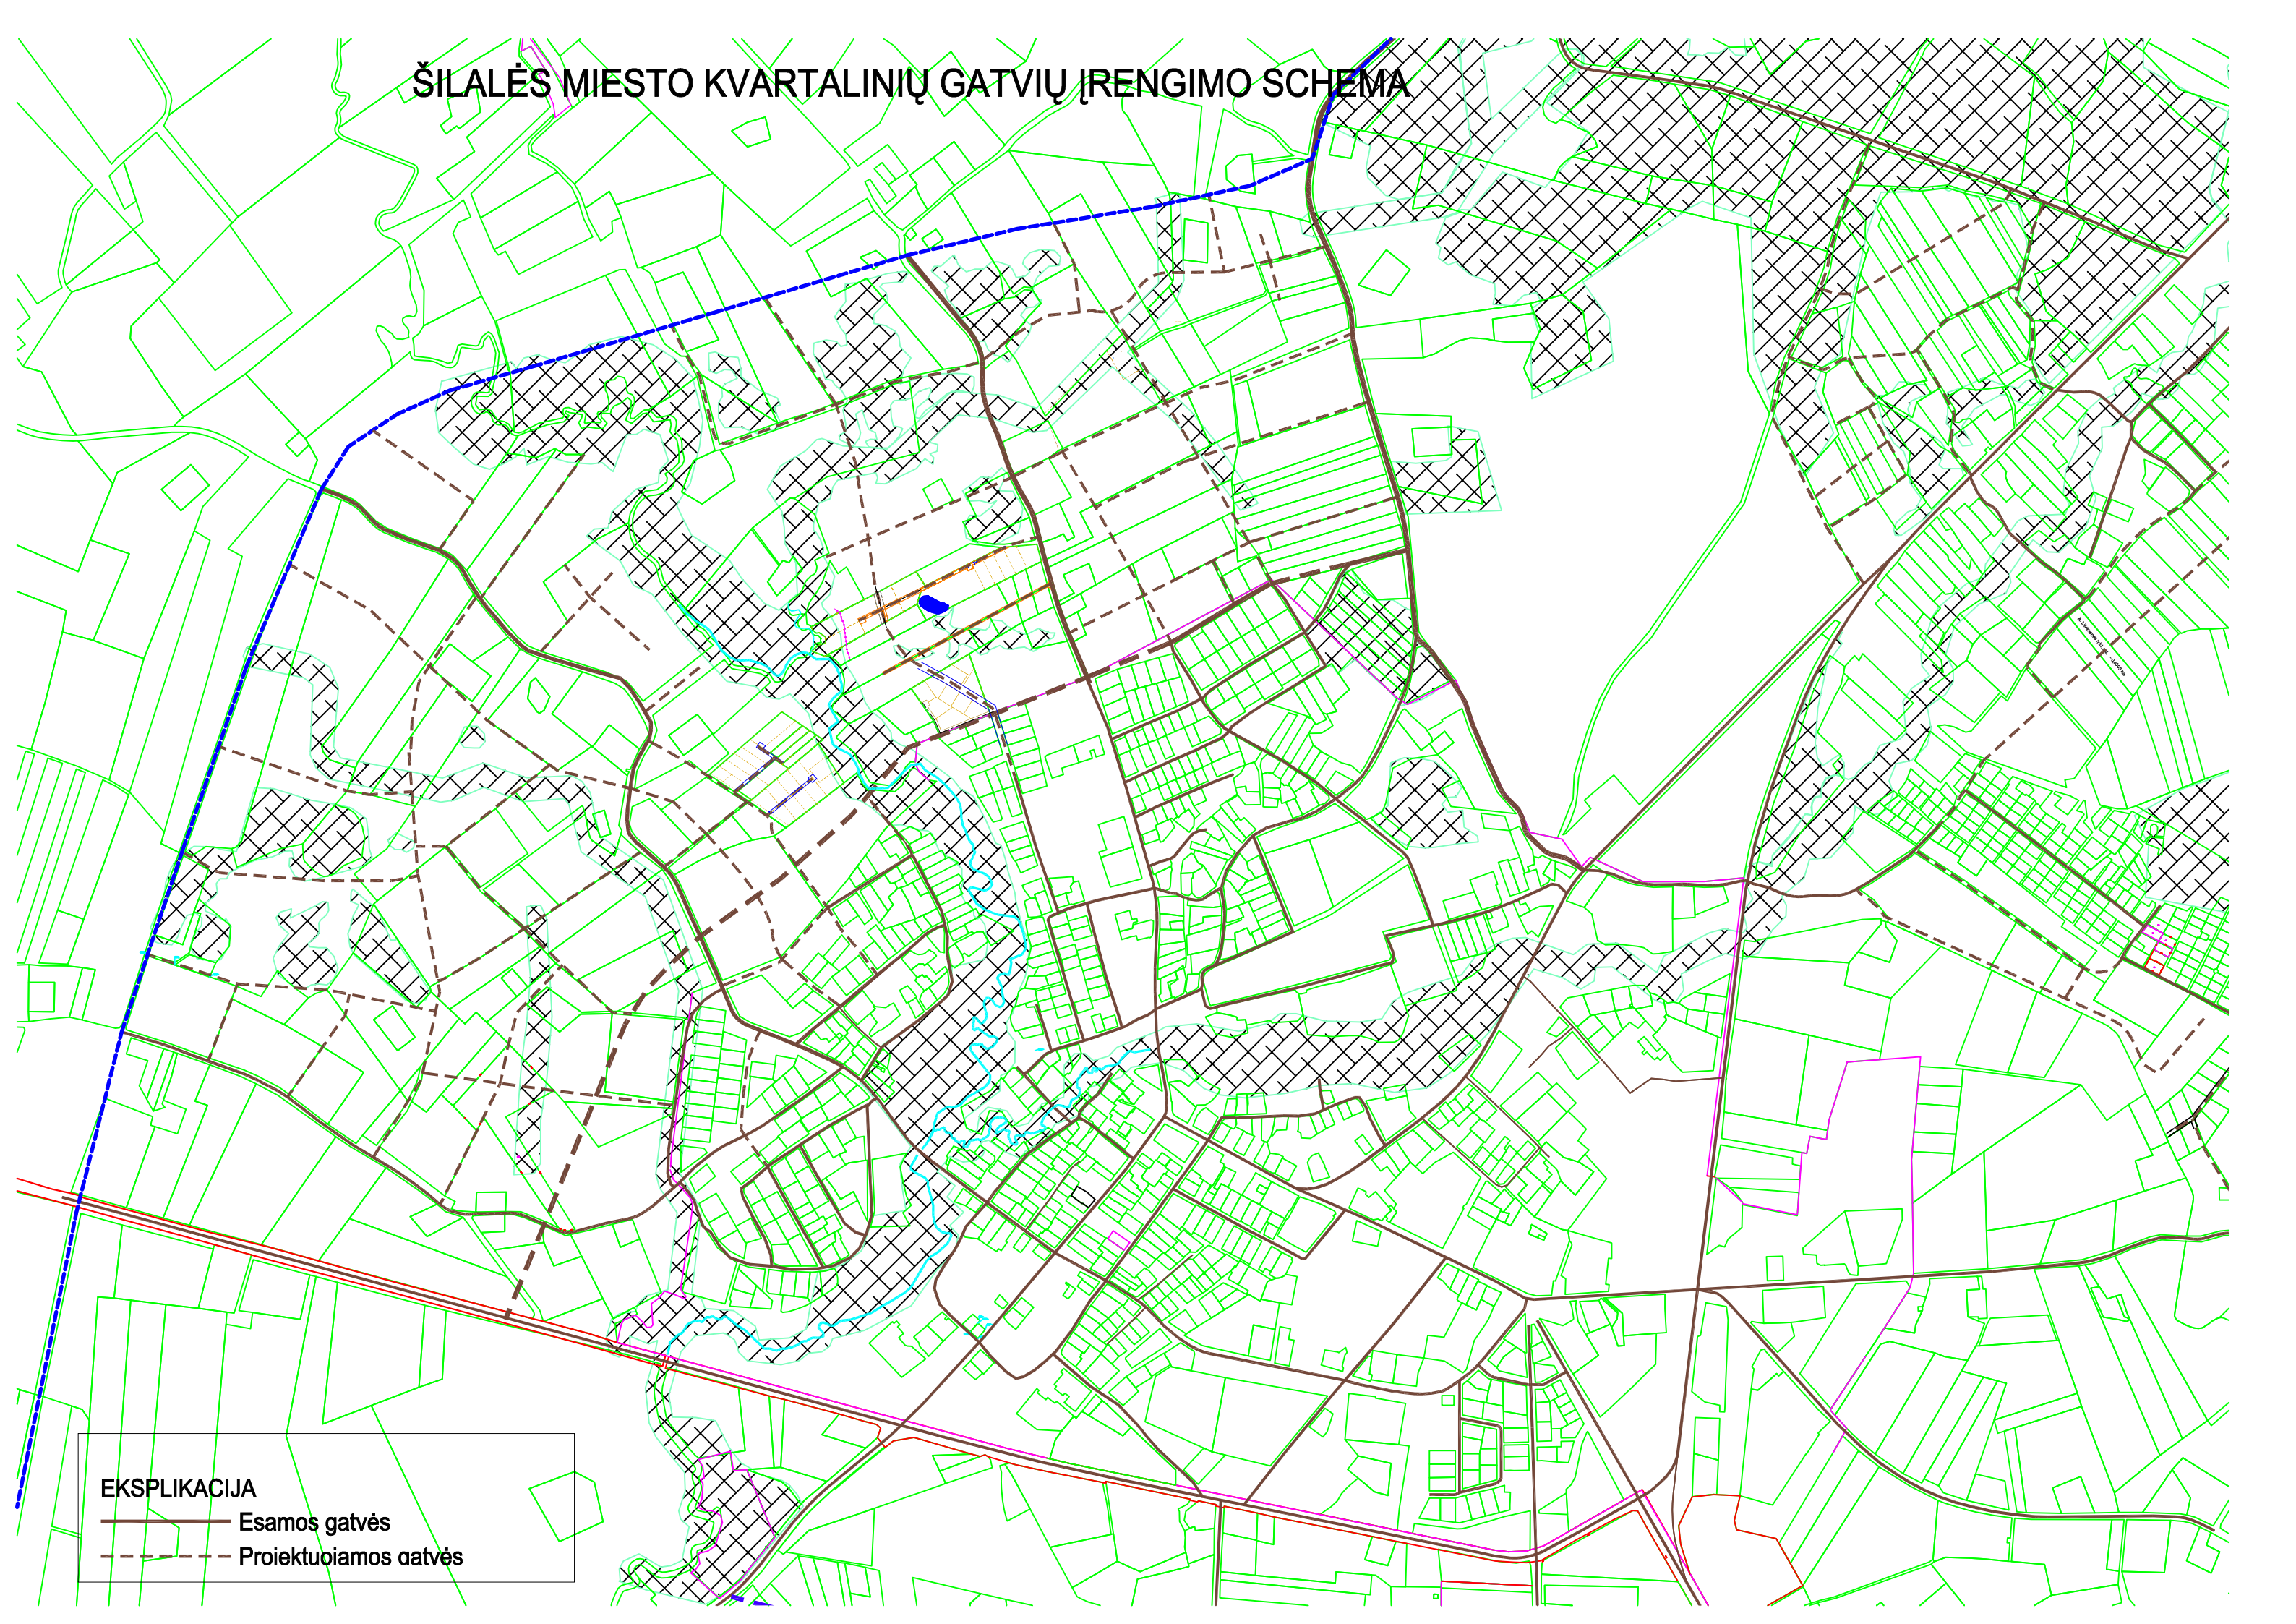 ŠILALĖS MIESTO KVARTALINIŲ GATVIŲ ĮRENGIMO SCHEMA
EKSPLIKACIJA
Esamos gatvės
Projektuojamos gatvės